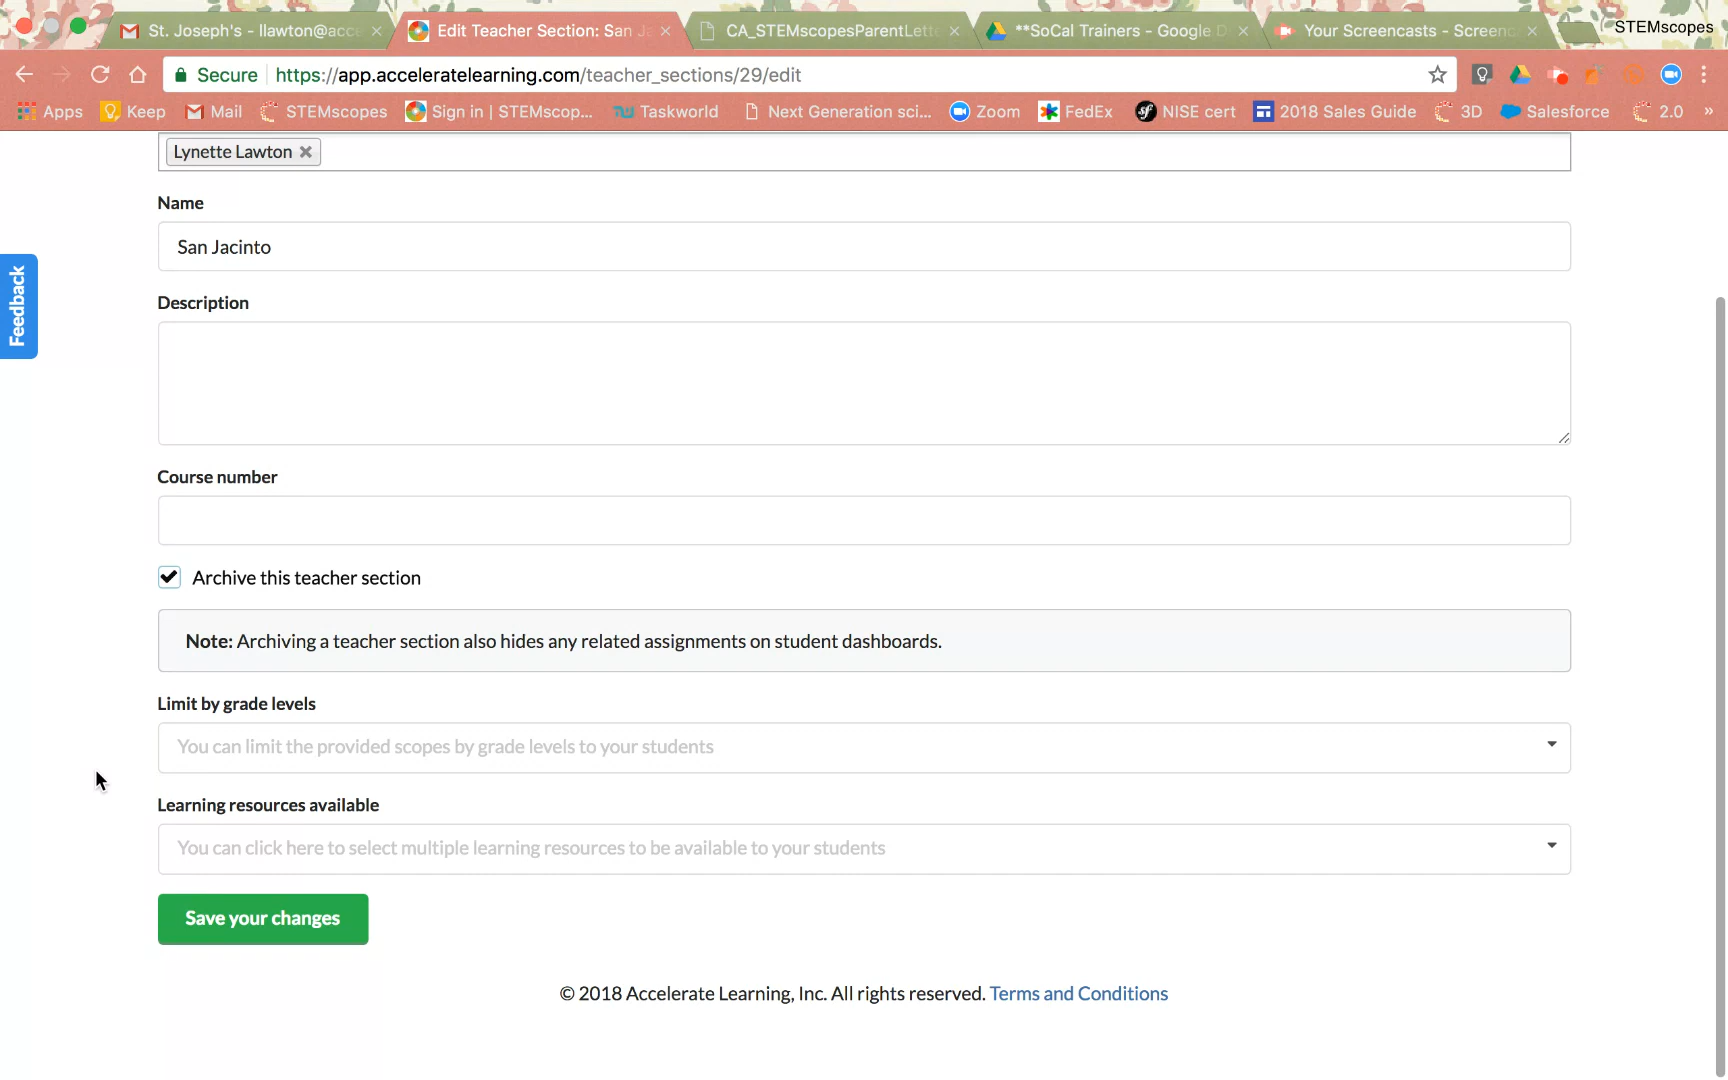 St. Joseph's - llawton@acce
Edit Teacher Section: San Ja
CA_STEMscopesParentLette
**SoCal Trainers - Google D
Your Screencasts - Screenc
STEMscopes
Secure
https://app.acceleratelearning.com/teacher_sections/29/edit
Apps
Keep
Mail
STEMscopes
Sign in | STEMscop...
Taskworld
Next Generation sci...
Zoom
FedEx
NISE cert
2018 Sales Guide
3D
Salesforce
2.0
»
Lynette Lawton
Name
San Jacinto
Feedback
Description
Course number
Archive this teacher section
Note: Archiving a teacher section also hides any related assignments on student dashboards.
Limit by grade levels
You can limit the provided scopes by grade levels to your students
Learning resources available
You can click here to select multiple learning resources to be available to your students
Save your changes
© 2018 Accelerate Learning, Inc. All rights reserved. Terms and Conditions